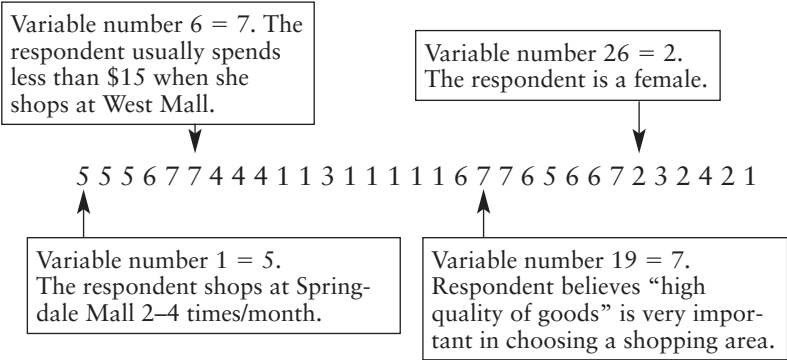 Variable number 6 = 7. The
respondent usually spends
less than $15 when she
shops at West Mall.
Variable number 26 = 2.
The respondent is a female.
5 5 5 6 7 7 4 4 4 1 1 3 1 1 1 1 1 6 7 7 6 5 6 6 7 2 3 2 4 2 1
Variable number 1 = 5.
The respondent shops at Spring-
dale Mall 2–4 times/month.
Variable number 19 = 7.
Respondent believes “high
quality of goods” is very impor-
tant in choosing a shopping area.